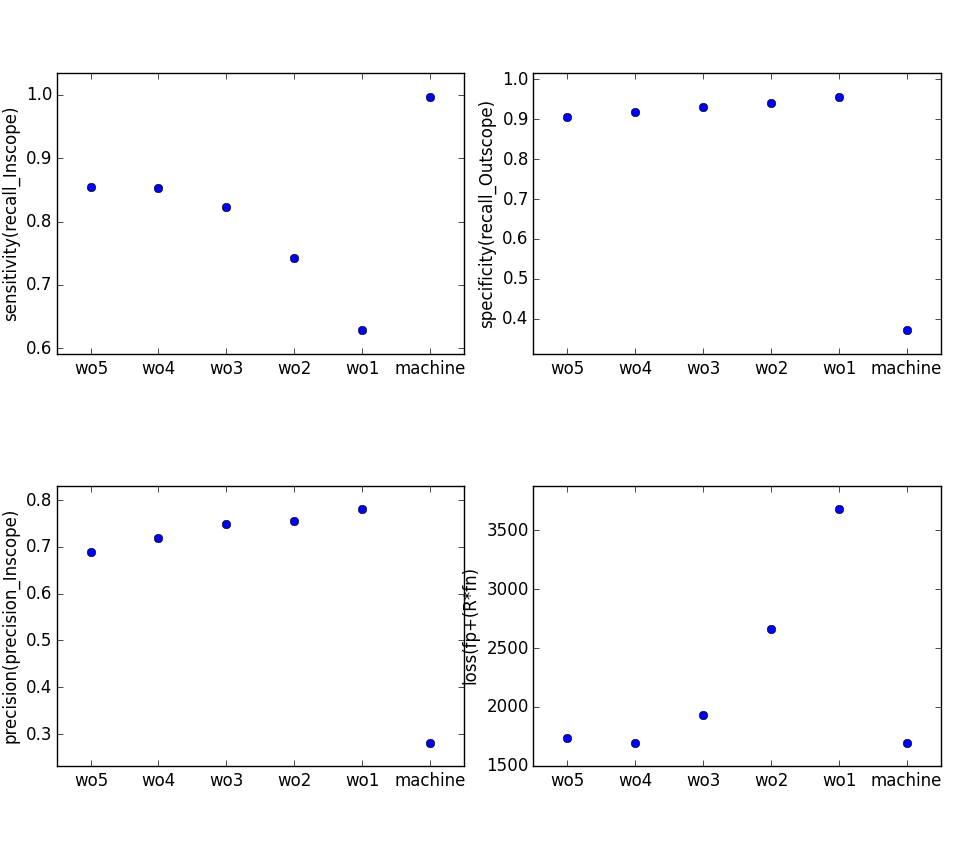 sensitivity(recall_Inscope)
1.0
0.9
0.8
0.7
0.6
wo5 wo4 wo3 wo2 wo1 machine
specificity(recall_Outscope)
1.0
0.9
0.8
0.7
0.6
0.5
0.4
wo5 wo4 wo3 wo2 wo1 machine
precision(precision_Inscope)
0.8
0.7
0.6
0.5
0.4
0.3
wo5 wo4 wo3 wo2 wo1 machine
loss(fp+(R*fn)
3500
3000
2500
2000
1500
wo5 wo4 wo3 wo2 wo1 machine